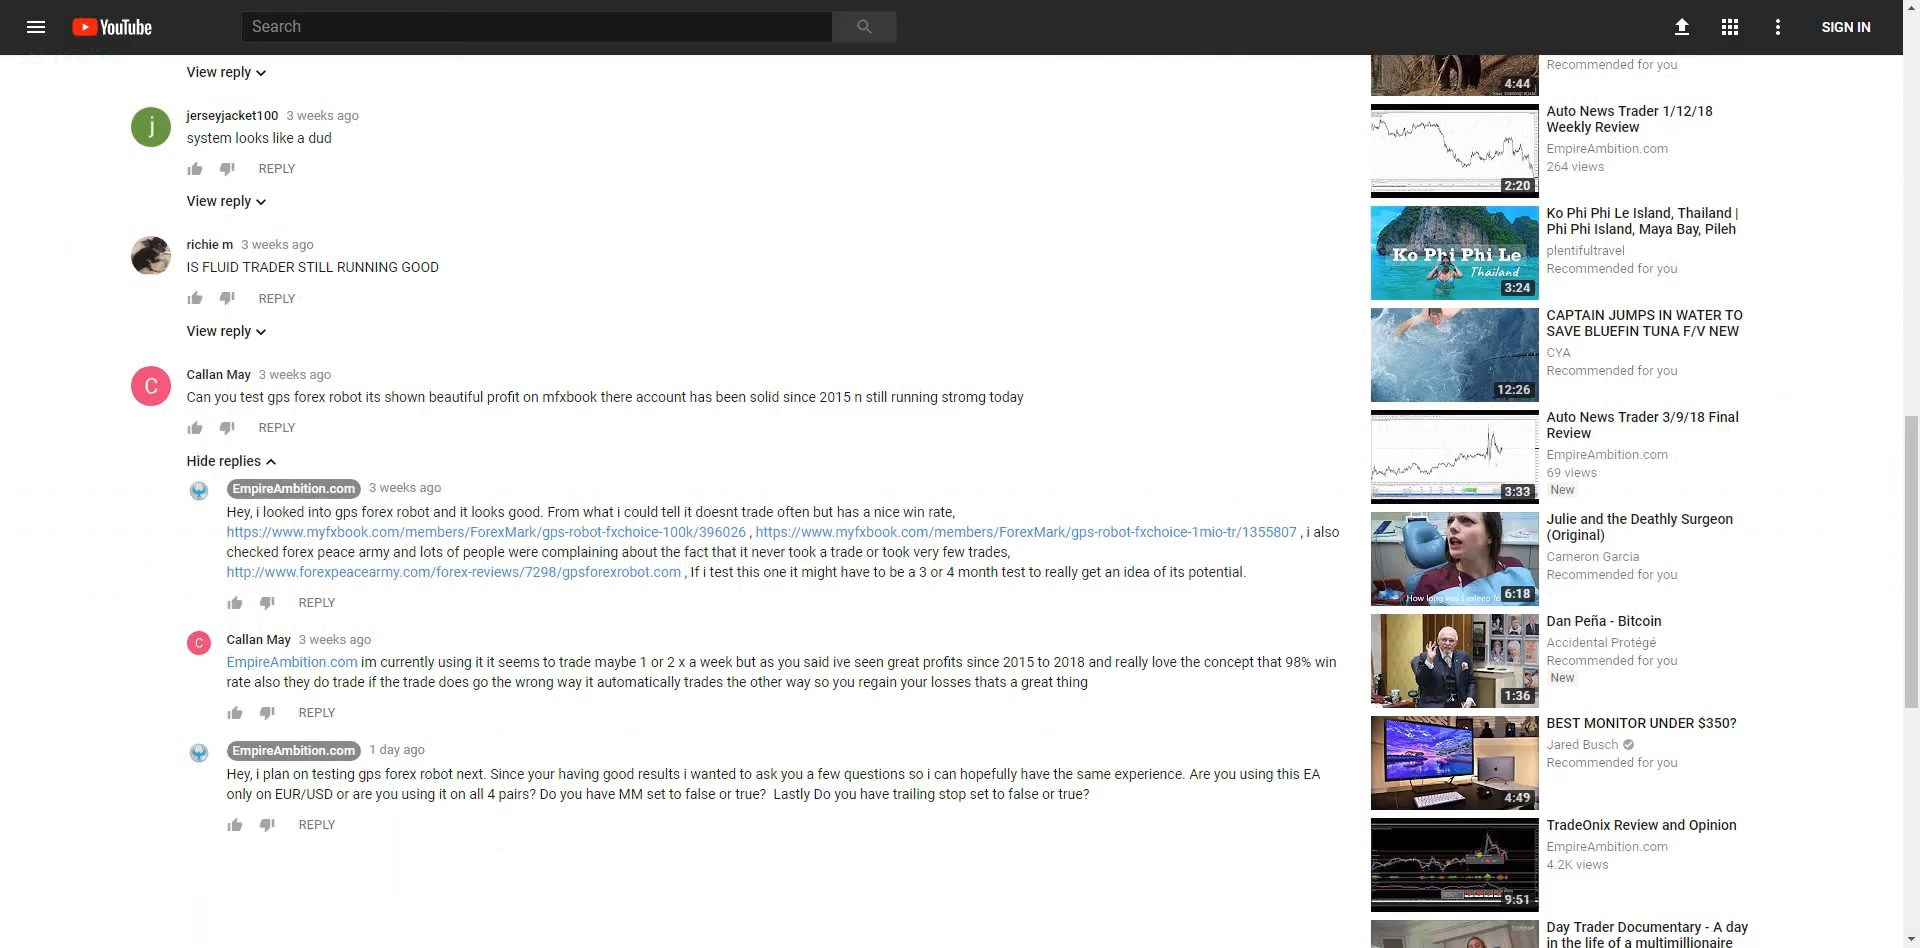 YouTube
Search
SIGN IN
View reply
j
jerseyjacket100 3 weeks ago
system looks like a dud
REPLY
View reply
richie m 3 weeks ago
IS FLUID TRADER STILL RUNNING GOOD
REPLY
View reply
C
Callan May 3 weeks ago
Can you test gps forex robot its shown beautiful profit on mfxbook there account has been solid since 2015 n still running stromg today
REPLY
Hide replies
EmpireAmbition.com 3 weeks ago
Hey, i looked into gps forex robot and it looks good. From what i could tell it doesnt trade often but has a nice win rate,
https://www.myfxbook.com/members/ForexMark/gps-robot-fxchoice-100k/396026 , https://www.myfxbook.com/members/ForexMark/gps-robot-fxchoice-1mio-tr/1355807 , i also
checked forex peace army and lots of people were complaining about the fact that it never took a trade or took very few trades,
http://www.forexpeacearmy.com/forex-reviews/7298/gpsforexrobot.com , If i test this one it might have to be a 3 or 4 month test to really get an idea of its potential.
REPLY
C
Callan May 3 weeks ago
EmpireAmbition.com im currently using it it seems to trade maybe 1 or 2 x a week but as you said ive seen great profits since 2015 to 2018 and really love the concept that 98% win
rate also they do trade if the trade does go the wrong way it automatically trades the other way so you regain your losses thats a great thing
REPLY
EmpireAmbition.com 1 day ago
Hey, i plan on testing gps forex robot next. Since your having good results i wanted to ask you a few questions so i can hopefully have the same experience. Are you using this EA
only on EUR/USD or are you using it on all 4 pairs? Do you have MM set to false or true? Lastly Do you have trailing stop set to false or true?
REPLY
4:44
Recommended for you
2:20
Auto News Trader 1/12/18
Weekly Review
EmpireAmbition.com
264 views
Ko Phi Phi Le
Thailand
3:24
Ko Phi Phi Le Island, Thailand |
Phi Phi Island, Maya Bay, Pileh
plentifultravel
Recommended for you
12:26
CAPTAIN JUMPS IN WATER TO
SAVE BLUEFIN TUNA F/V NEW
CYA
Recommended for you
3:33
Auto News Trader 3/9/18 Final
Review
EmpireAmbition.com
69 views
New
How long was i asleep
6:18
Julie and the Deathly Surgeon
(Original)
Cameron Garcia
Recommended for you
1:36
Dan Peña - Bitcoin
Accidental Protégé
Recommended for you
New
4:49
BEST MONITOR UNDER $350?
Jared Busch
Recommended for you
9:51
TradeOnix Review and Opinion
EmpireAmbition.com
4.2K views
Day Trader Documentary - A day
in the life of a multimillionaire